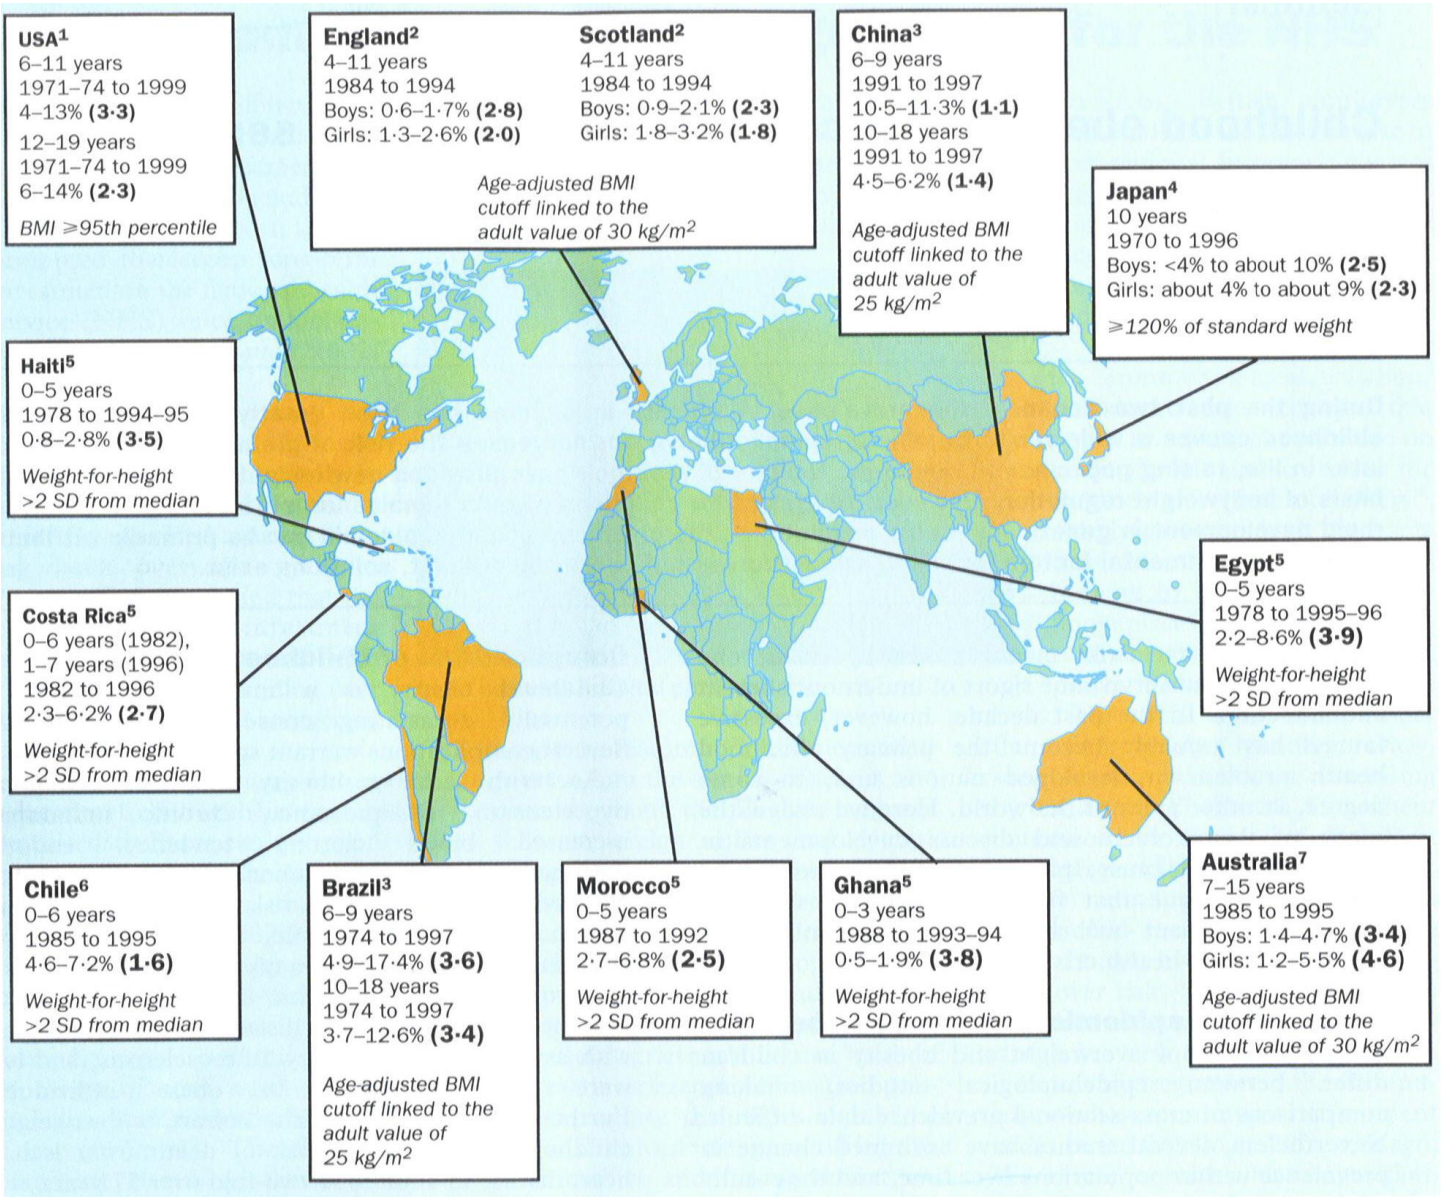 USA¹
6–11 years
1971–74 to 1999
4–13% (3·3)
12–19 years
1971–74 to 1999
6–14% (2·3)
BMI ⩾95th percentile
England²
4–11 years
1984 to 1994
Boys: 0·6–1·7% (2·8)
Girls: 1·3–2·6% (2·0)
Scotland²
4–11 years
1984 to 1994
Boys: 0·9–2·1% (2·3)
Girls: 1·8–3·2% (1·8)
Age-adjusted BMI
cutoff linked to the
adult value of 30 kg/m²
China³
6–9 years
1991 to 1997
10·5–11·3% (1·1)
10–18 years
1991 to 1997
4·5–6·2% (1·4)
Age-adjusted BMI
cutoff linked to the
adult value of
25 kg/m²
Japan⁴
10 years
1970 to 1996
Boys: <4% to about 10% (2·5)
Girls: about 4% to about 9% (2·3)
⩾120% of standard weight
Haiti⁵
0–5 years
1978 to 1994–95
0·8–2·8% (3·5)
Weight-for-height
>2 SD from median
Egypt⁵
0–5 years
1978 to 1995–96
2·2–8·6% (3·9)
Weight-for-height
>2 SD from median
Costa Rica⁵
0–6 years (1982),
1–7 years (1996)
1982 to 1996
2·3–6·2% (2·7)
Weight-for-height
>2 SD from median
Chile⁶
0–6 years
1985 to 1995
4·6–7·2% (1·6)
Weight-for-height
>2 SD from median
Brazil³
6–9 years
1974 to 1997
4·9–17·4% (3·6)
10–18 years
1974 to 1997
3·7–12·6% (3·4)
Age-adjusted BMI
cutoff linked to the
adult value of
25 kg/m²
Morocco⁵
0–5 years
1987 to 1992
2·7–6·8% (2·5)
Weight-for-height
>2 SD from median
Ghana⁵
0–3 years
1988 to 1993–94
0·5–1·9% (3·8)
Weight-for-height
>2 SD from median
Australia⁷
7–15 years
1985 to 1995
Boys: 1·4–4·7% (3·4)
Girls: 1·2–5·5% (4·6)
Age-adjusted BMI
cutoff linked to the
adult value of 30 kg/m²